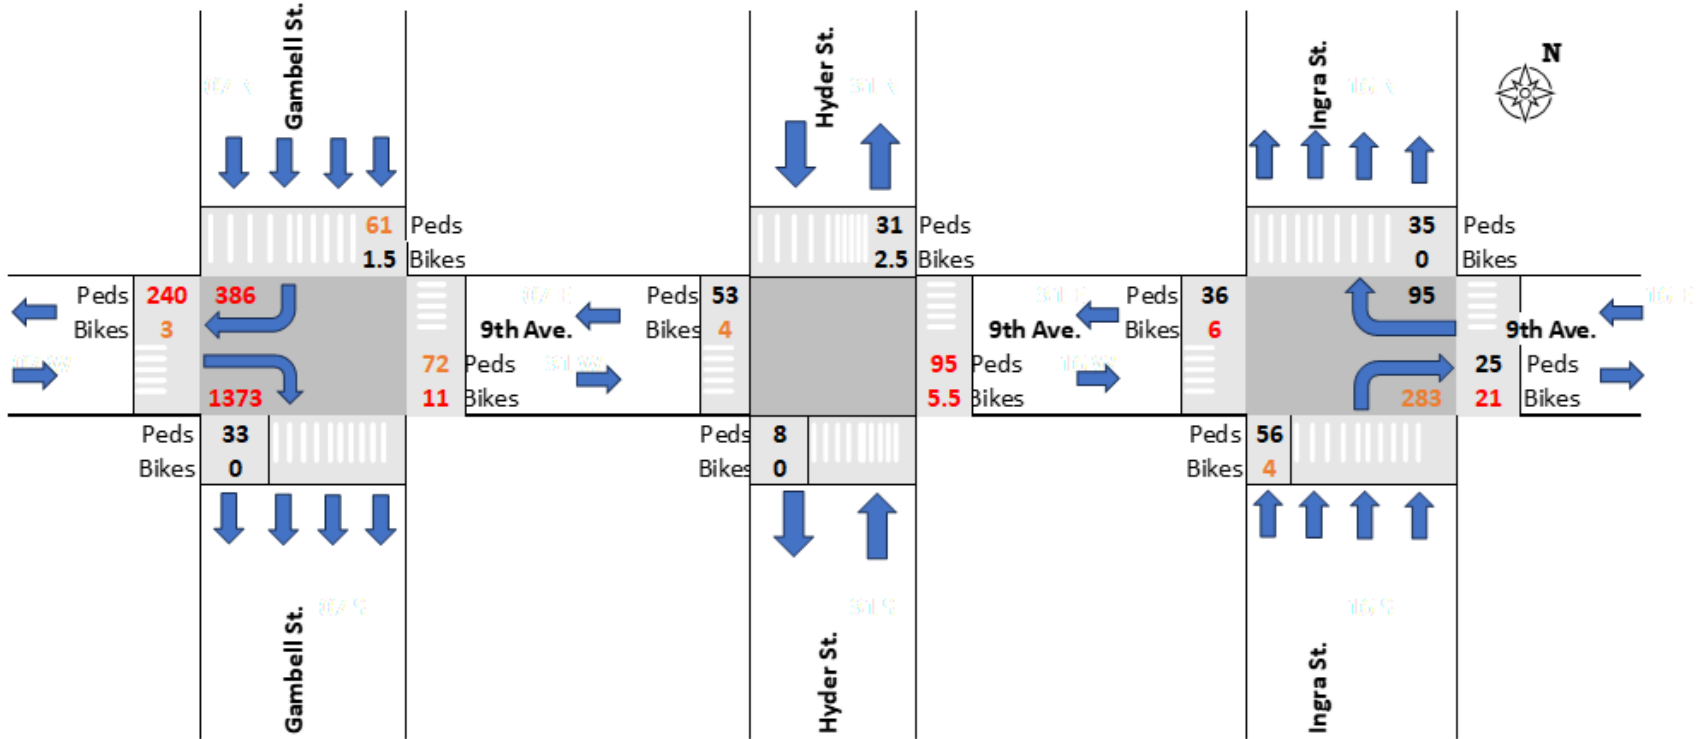 Gambell St.
Hyder St.
Ingra St.
N
61 Peds
1.5 Bikes
31 Peds
2.5 Bikes
35 Peds
0 Bikes
Peds 240 386
Bikes 3
9th Ave.
72 Peds
1373 11 Bikes
Peds 53
Bikes 4
9th Ave.
95 Peds
5.5 Bikes
Peds 36
Bikes 6
95
9th Ave.
25 Peds
283 21 Bikes
Peds 33
Bikes 0
Peds 8
Bikes 0
Peds 56
Bikes 4
Gambell St.
Hyder St.
Ingra St.